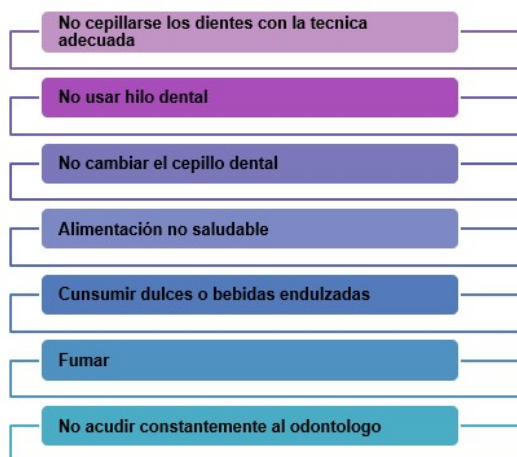 No cepillarse los dientes con la tecnica
adecuada
No usar hilo dental
No cambiar el cepillo dental
Alimentación no saludable
Cunsumir dulces o bebidas endulzadas
Fumar
No acudir constantemente al odontologo